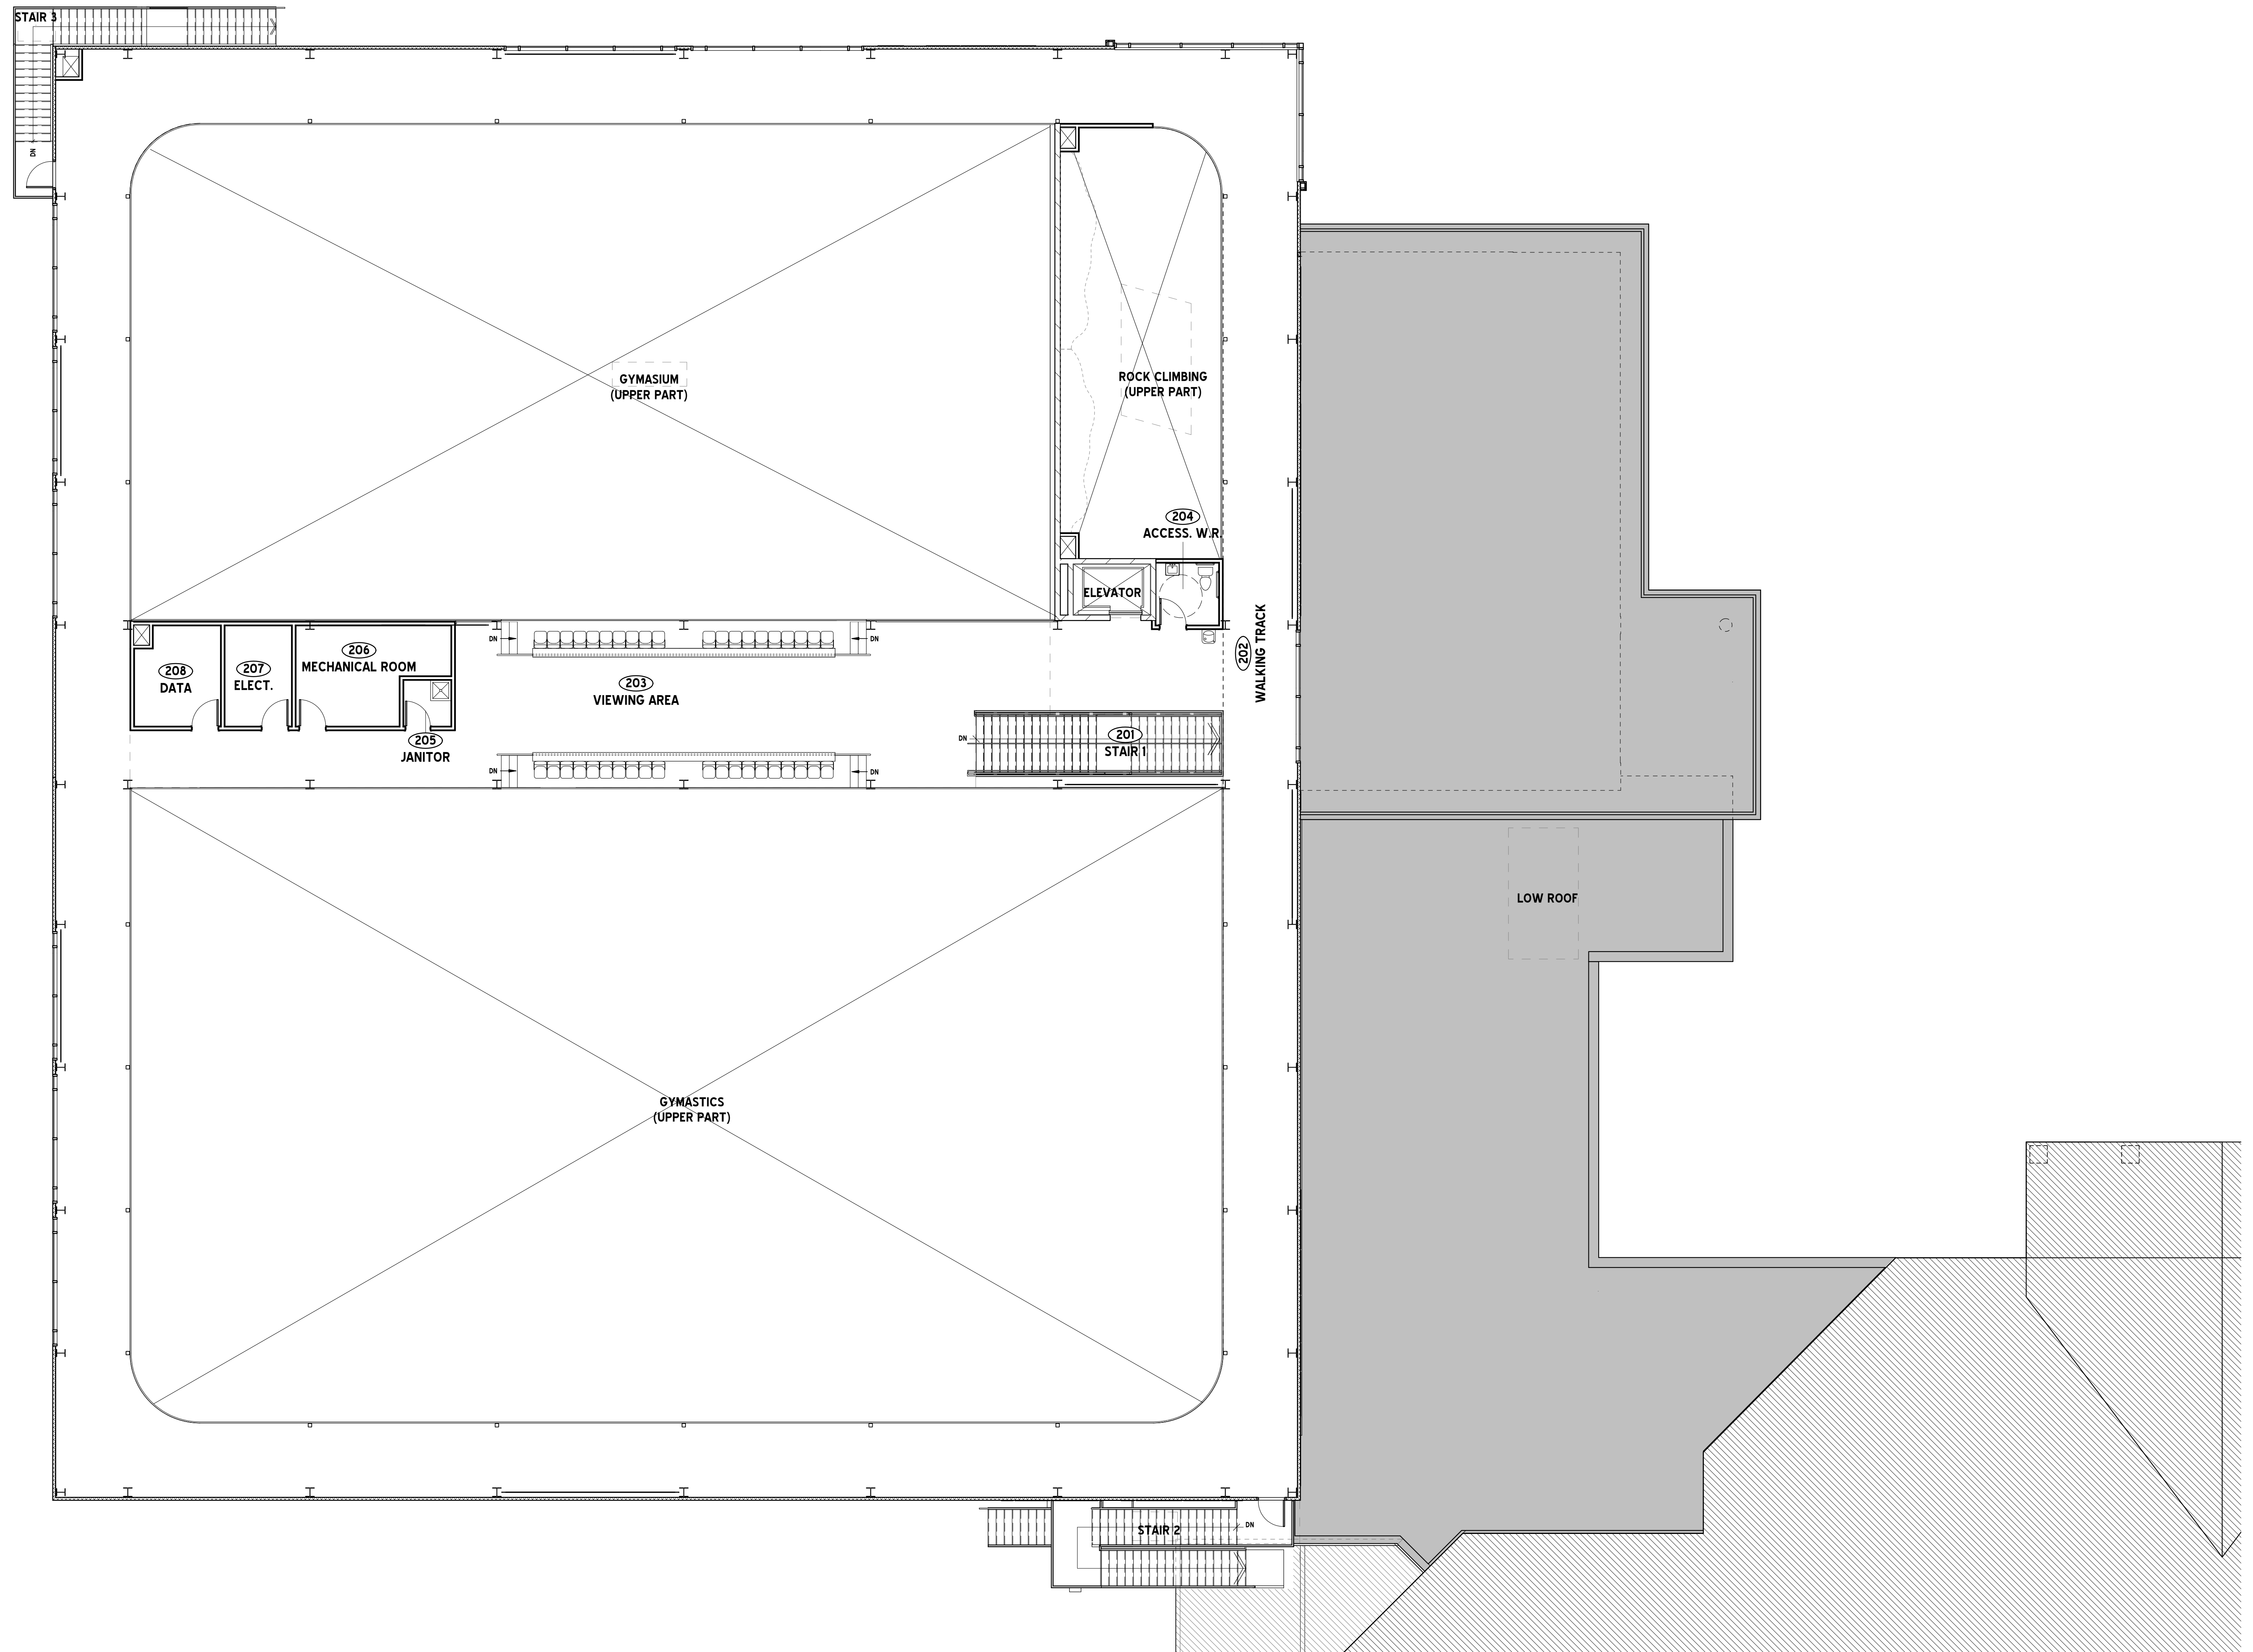 STAIR 3
DN
GYMASIUM
(UPPER PART)
ROCK CLIMBING
(UPPER PART)
204
ACCESS. W.R.
ELEVATOR
202
WALKING TRACK
DN
DN
208
DATA
207
ELECT.
206
MECHANICAL ROOM
203
VIEWING AREA
205
JANITOR
201
STAIR 1
DN
DN
DN
LOW ROOF
GYMASTICS
(UPPER PART)
STAIR 2
DN